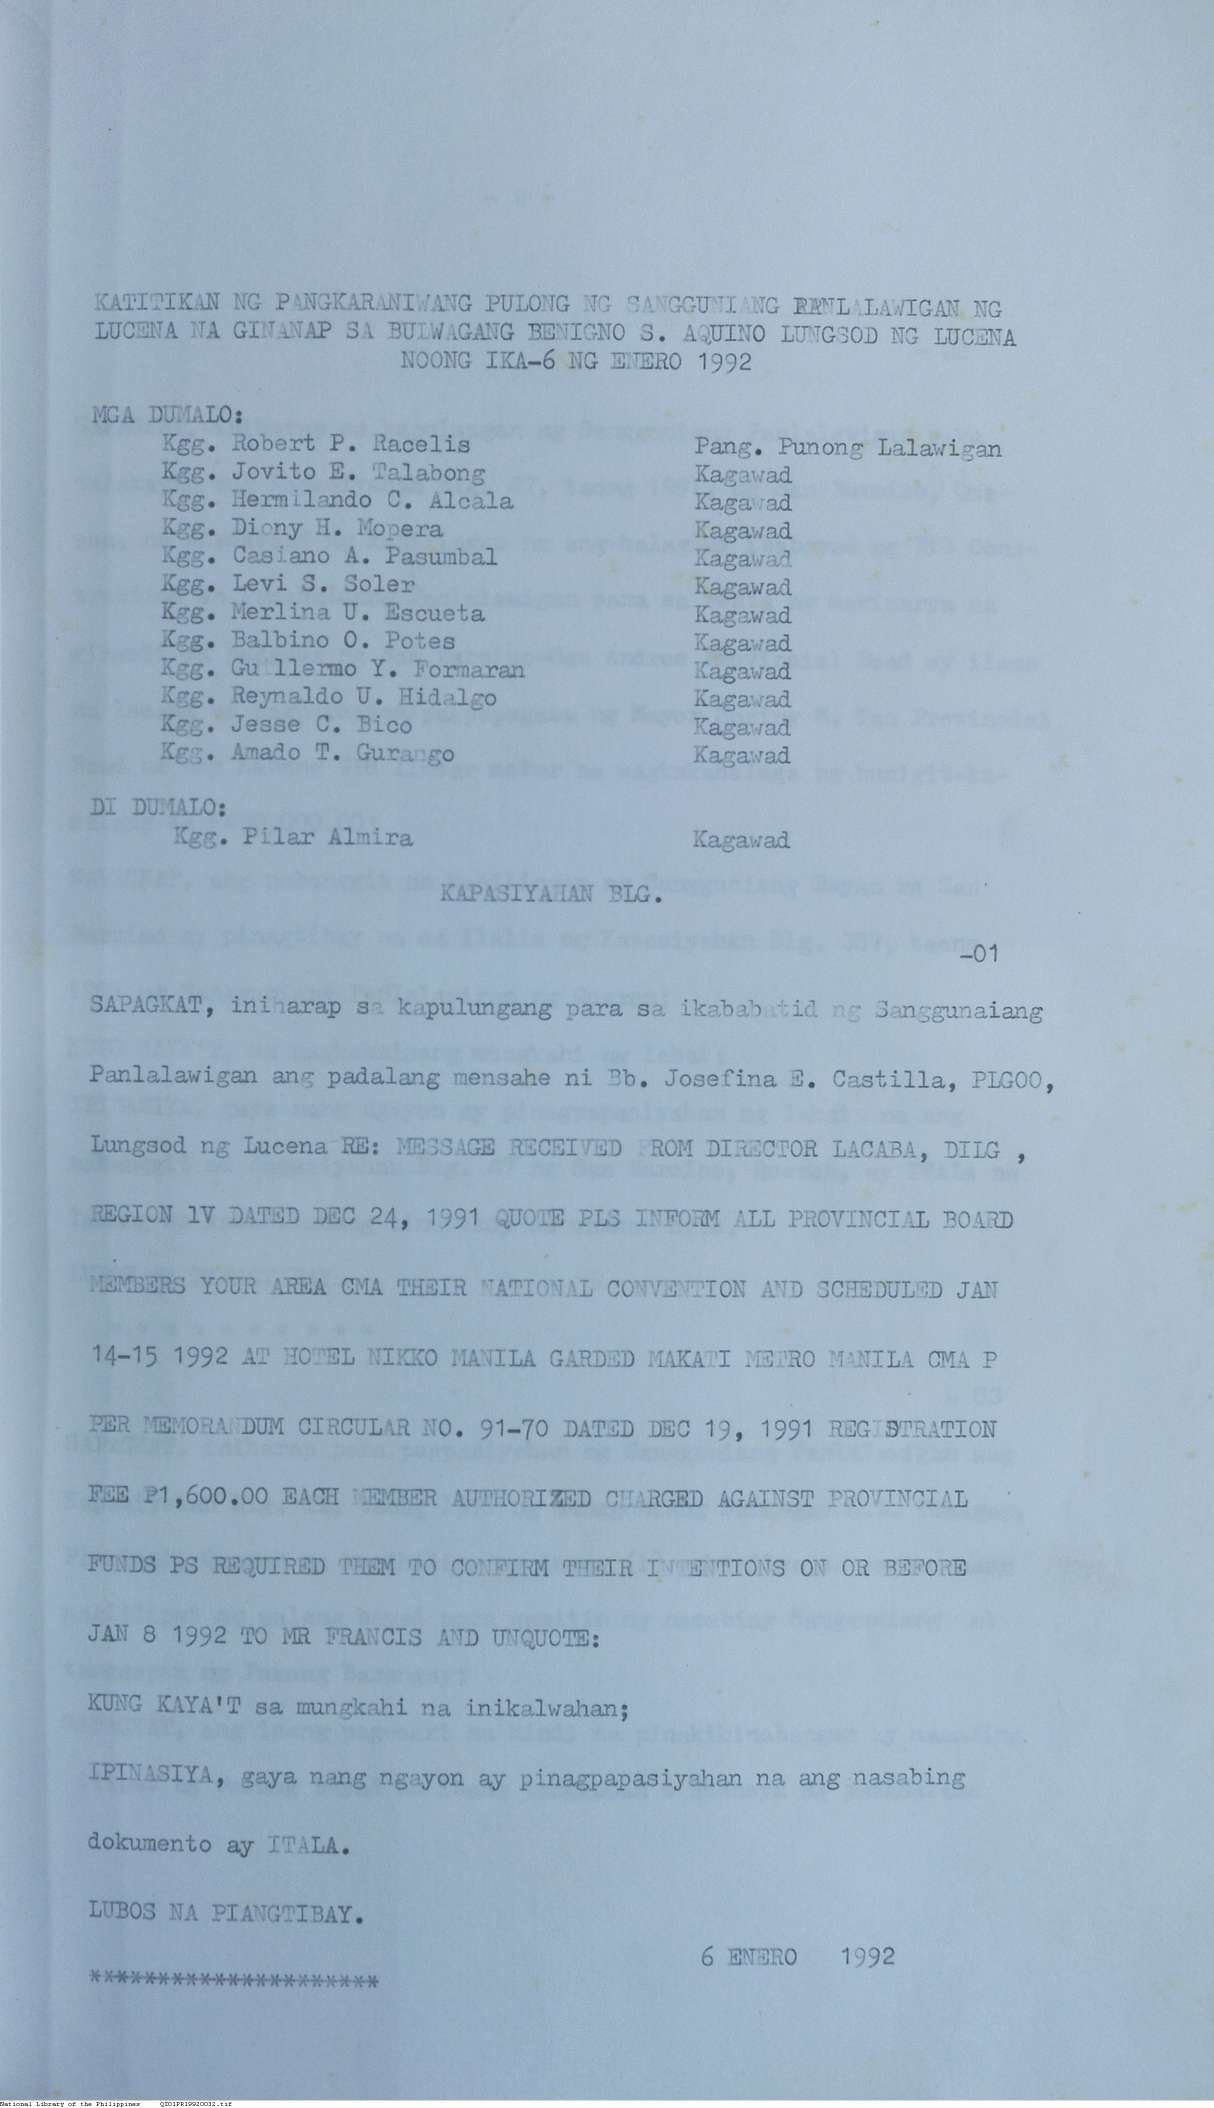 KATITIKAN NG PANGKARANIWANG PULONG NG SANGGUNIANG PANLALAWIGAN NG
LUCENA NA GINANAP SA BULWAGANG BENIGNO S. AQUINO LUNGSOD NG LUCENA
NOONG IKA-6 NG ENERO 1992
MGA DUMALO:
Kgg. Robert P. Racelis Pang. Punong Lalawigan
Kgg. Jovito E. Talabong Kagawad
Kgg. Hermilando C. Alcala Kagawad
Kgg. Diony H. Mopera Kagawad
Kgg. Casiano A. Pasumbal Kagawad
Kgg. Levi S. Soler Kagawad
Kgg. Merlina U. Escueta Kagawad
Kgg. Balbino O. Potes Kagawad
Kgg. Guillermo Y. Formaran Kagawad
Kgg. Reynaldo U. Hidalgo Kagawad
Kgg. Jesse C. Bico Kagawad
Kgg. Amado T. Gurango Kagawad
DI DUMALO:
Kgg. Pilar Almira Kagawad
KAPASIYAHAN BLG.
-01
SAPAGKAT, iniharap sa kapulungang para sa ikababatid ng Sanggunaiang
Panlalawigan ang padalang mensahe ni Bb. Josefina E. Castilla, PLGOO,
Lungsod ng Lucena RE: MESSAGE RECEIVED FROM DIRECTOR LACABA, DILG ,
REGION 1V DATED DEC 24, 1991 QUOTE PLS INFORM ALL PROVINCIAL BOARD
MEMBERS YOUR AREA CMA THEIR NATIONAL CONVENTION AND SCHEDULED JAN
14-15 1992 AT HOTEL NIKKO MANILA GARDED MAKATI METRO MANILA CMA P
PER MEMORANDUM CIRCULAR NO. 91-70 DATED DEC 19, 1991 REGISTRATION
FEE ₱1,600.00 EACH MEMBER AUTHORIZED CHARGED AGAINST PROVINCIAL
FUNDS PS REQUIRED THEM TO CONFIRM THEIR INTENTIONS ON OR BEFORE
JAN 8 1992 TO MR FRANCIS AND UNQUOTE:
KUNG KAYA'T sa mungkahi na inikalwahan;
IPINASIYA, gaya nang ngayon ay pinagpapasiyahan na ang nasabing
dokumento ay ITALA.
LUBOS NA PIANGTIBAY.
6 ENERO 1992
*********************
National Library of the Philippines QZ01PR19920032.tif